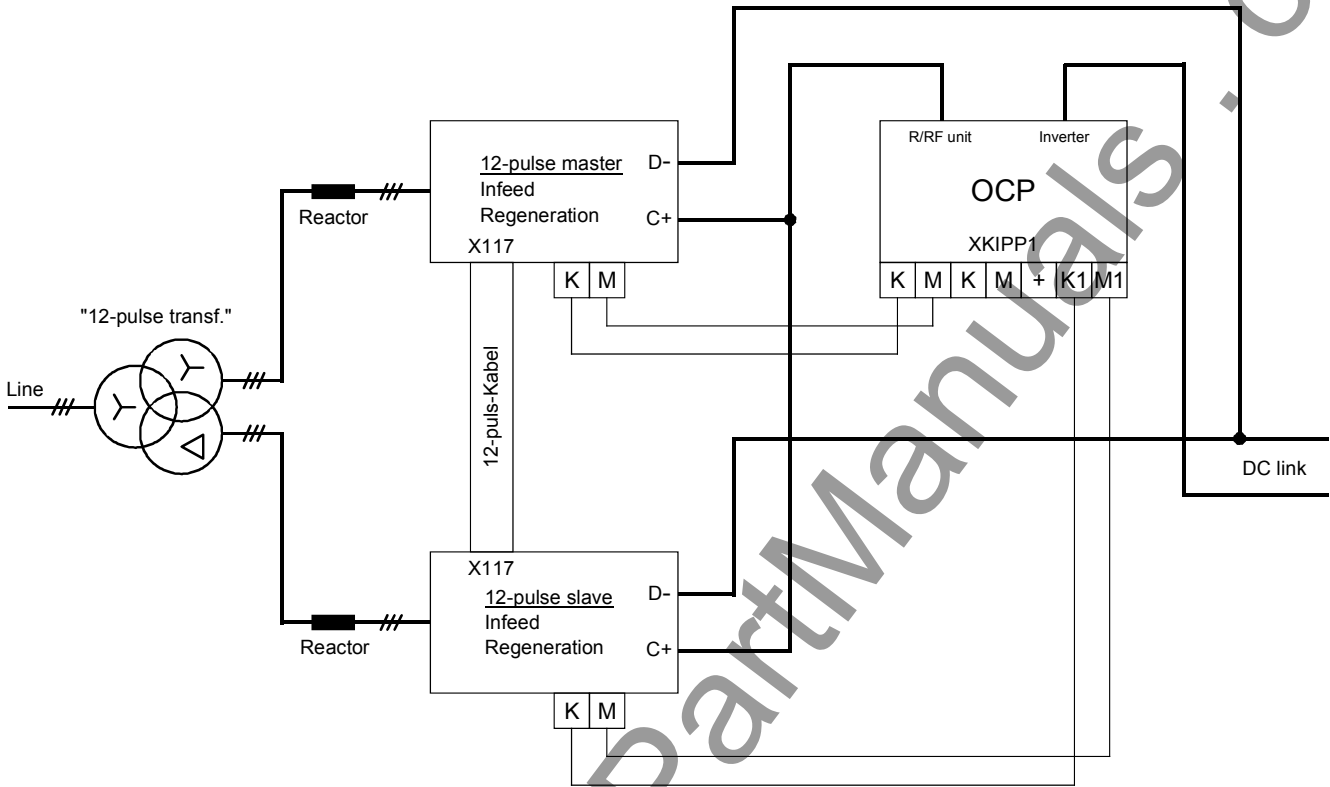 R/RF unit
Inverter
OCP
XKIPP1
K M K M + K1 M1
12-pulse master
Infeed
Regeneration
D-
C+
X117
K M
Reactor
"12-pulse transf."
Line
12-puls-Kabel
DC link
X117
12-pulse slave
Infeed
Regeneration
D-
C+
K M
Reactor
PartManuals . c